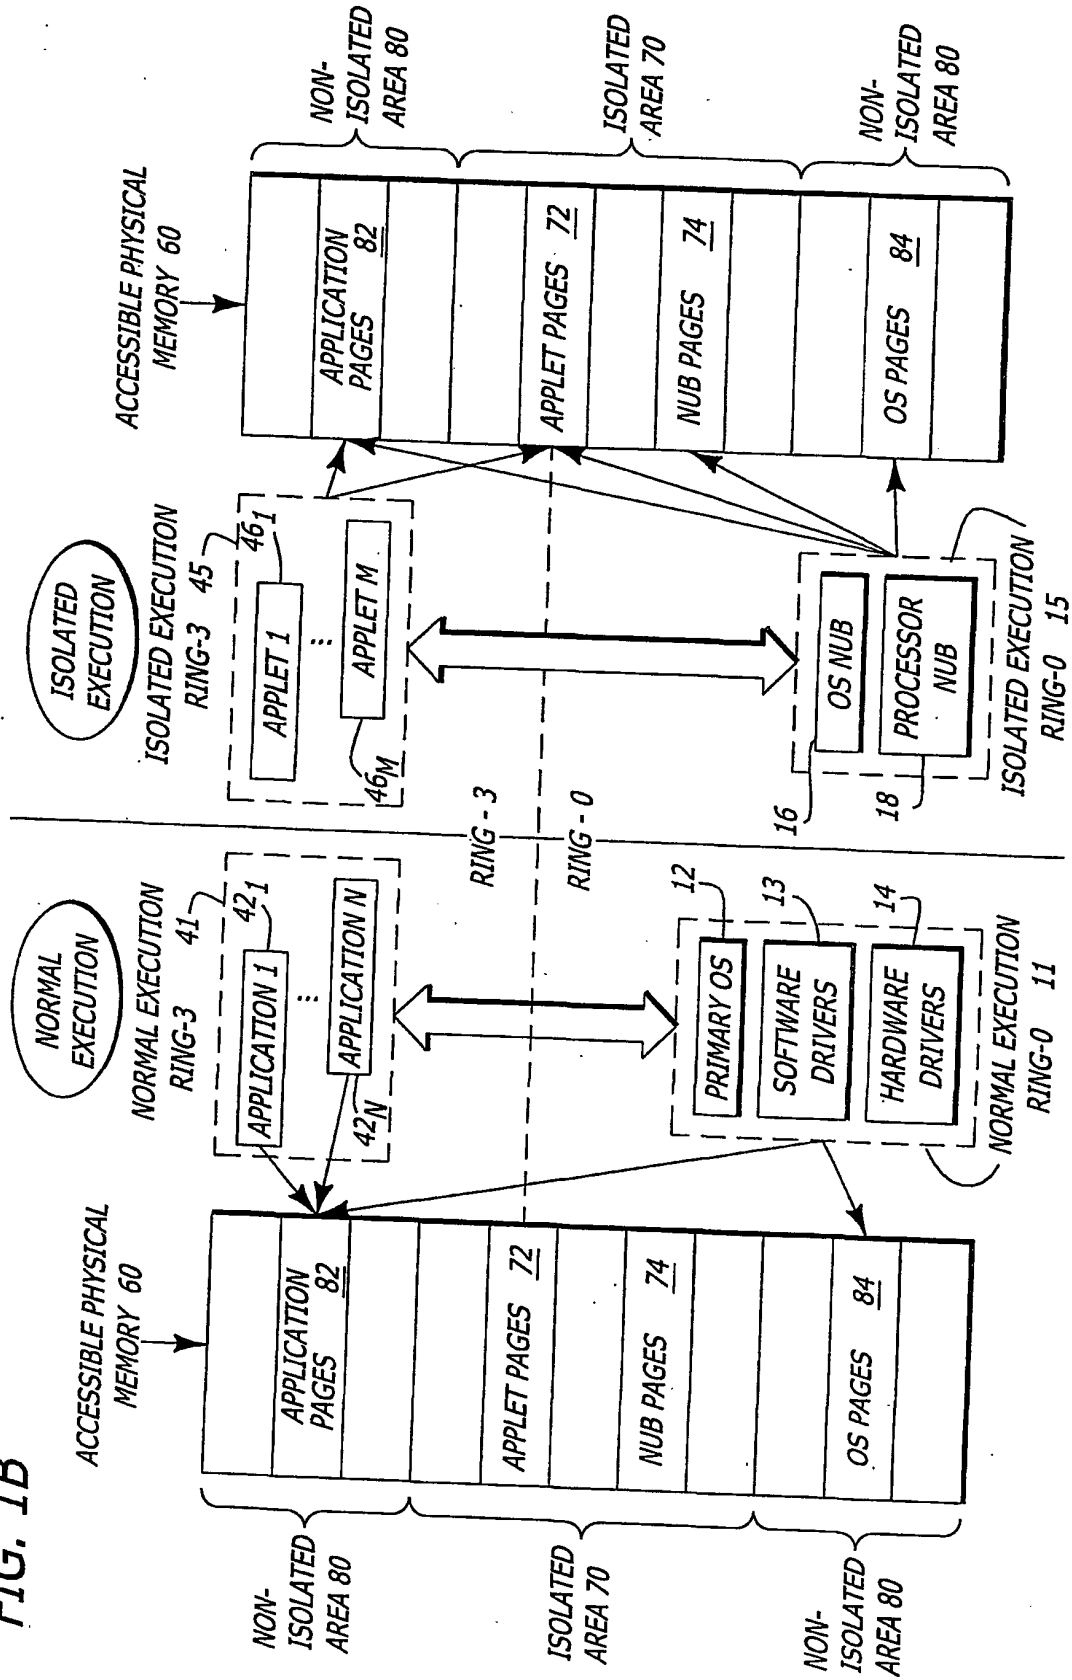 FIG. 1B
NORMAL
EXECUTION
ISOLATED
EXECUTION
ACCESSIBLE PHYSICAL
MEMORY 60
NORMAL EXECUTION
RING-3 41
ISOLATED EXECUTION
RING-3 45
ACCESSIBLE PHYSICAL
MEMORY 60
NON-
ISOLATED
AREA 80
ISOLATED
AREA 70
NON-
ISOLATED
AREA 80
APPLICATION
PAGES 82
APPLET PAGES 72
NUB PAGES 74
OS PAGES 84
APPLICATION 1
42₁
...
APPLICATION N
42N
RING - 3
RING - 0
PRIMARY OS
12
SOFTWARE
DRIVERS
13
HARDWARE
DRIVERS
14
NORMAL EXECUTION
RING-0 11
APPLET 1
46₁
...
APPLET M
46M
OS NUB
16
PROCESSOR
NUB
18
ISOLATED EXECUTION
RING-0 15
APPLICATION
PAGES 82
APPLET PAGES 72
NUB PAGES 74
OS PAGES 84
NON-
ISOLATED
AREA 80
ISOLATED
AREA 70
NON-
ISOLATED
AREA 80